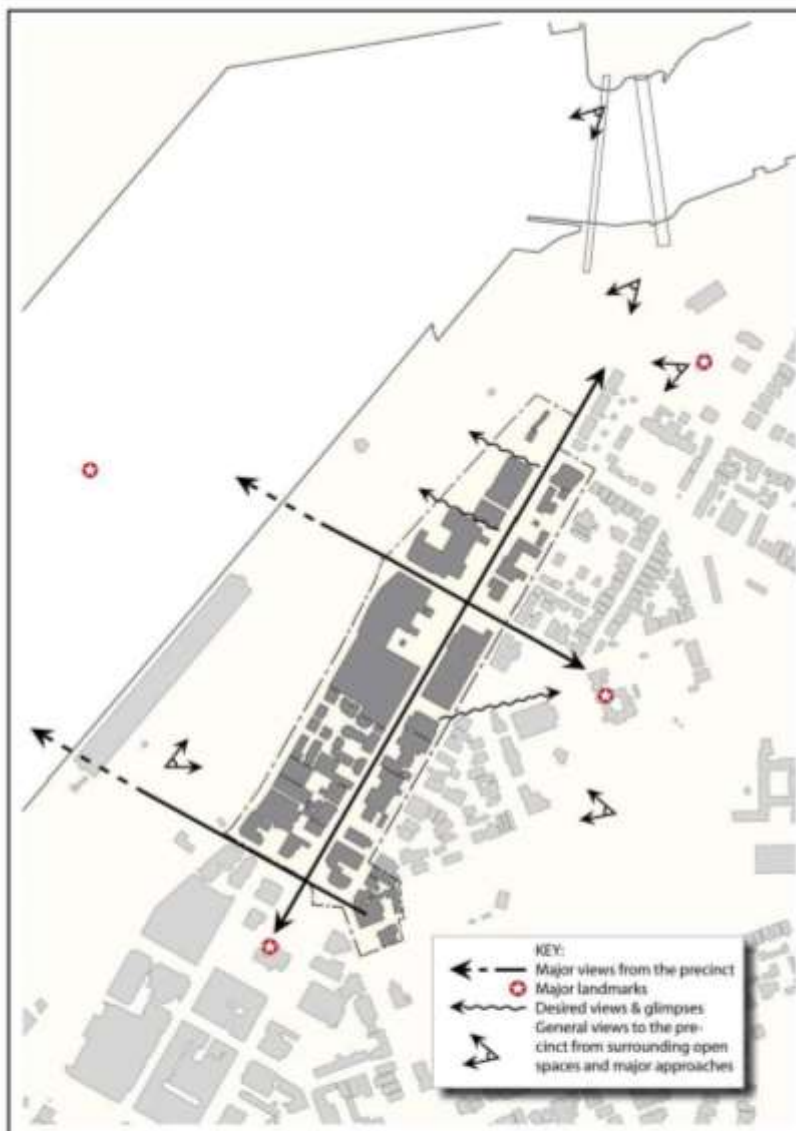 KEY:
Major views from the precinct
Major landmarks
Desired views & glimpses
General views to the pre-
cinct from surrounding open
spaces and major approaches